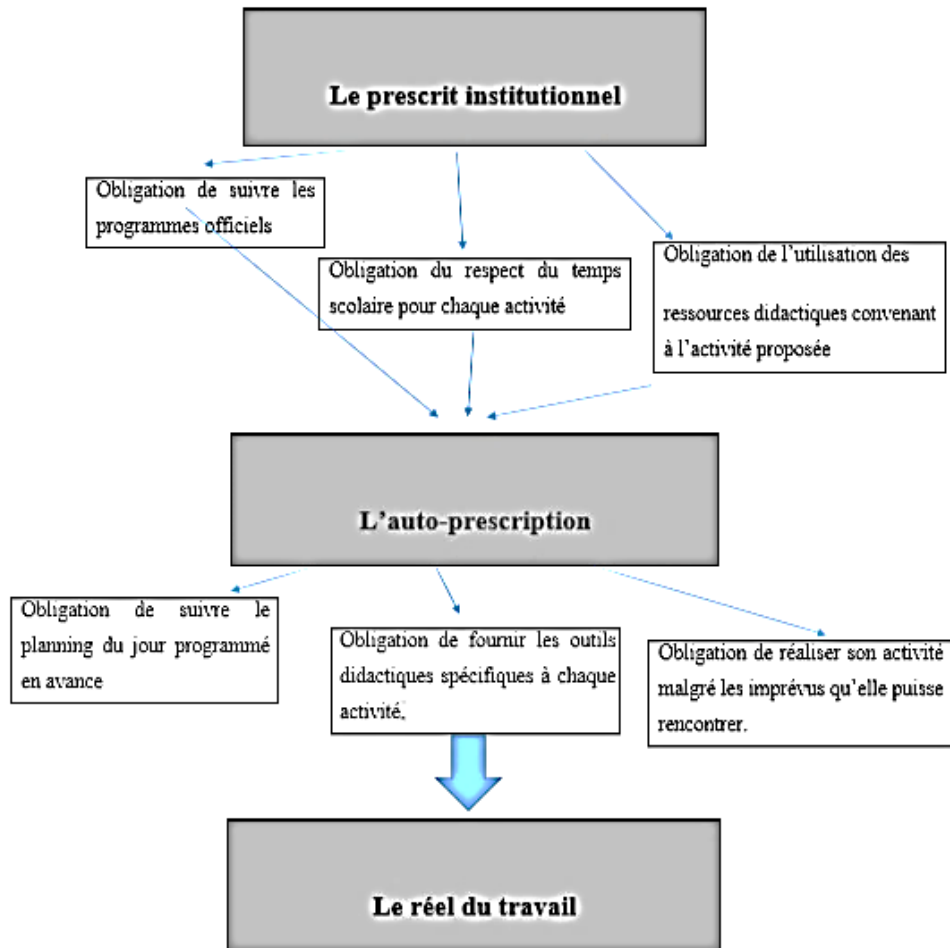 Le prescrit institutionnel
Obligation de suivre les
programmes officiels
Obligation du respect du temps
scolaire pour chaque activité
Obligation de l'utilisation des
ressources didactiques convenant
à l'activité proposée
L'auto-prescription
Obligation de suivre le
planning du jour programmé
en avance
Obligation de fournir les outils
didactiques spécifiques à chaque
activité.
Obligation de réaliser son activité
malgré les imprévus qu'elle puisse
rencontrer.
Le réel du travail